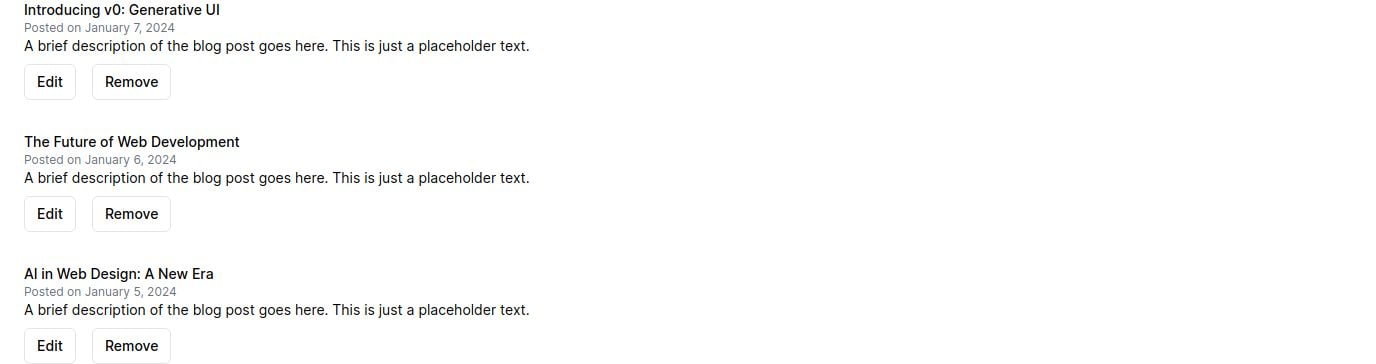 Introducing v0: Generative UI
Posted on January 7, 2024
A brief description of the blog post goes here. This is just a placeholder text.
Edit Remove
The Future of Web Development
Posted on January 6, 2024
A brief description of the blog post goes here. This is just a placeholder text.
Edit Remove
AI in Web Design: A New Era
Posted on January 5, 2024
A brief description of the blog post goes here. This is just a placeholder text.
Edit Remove